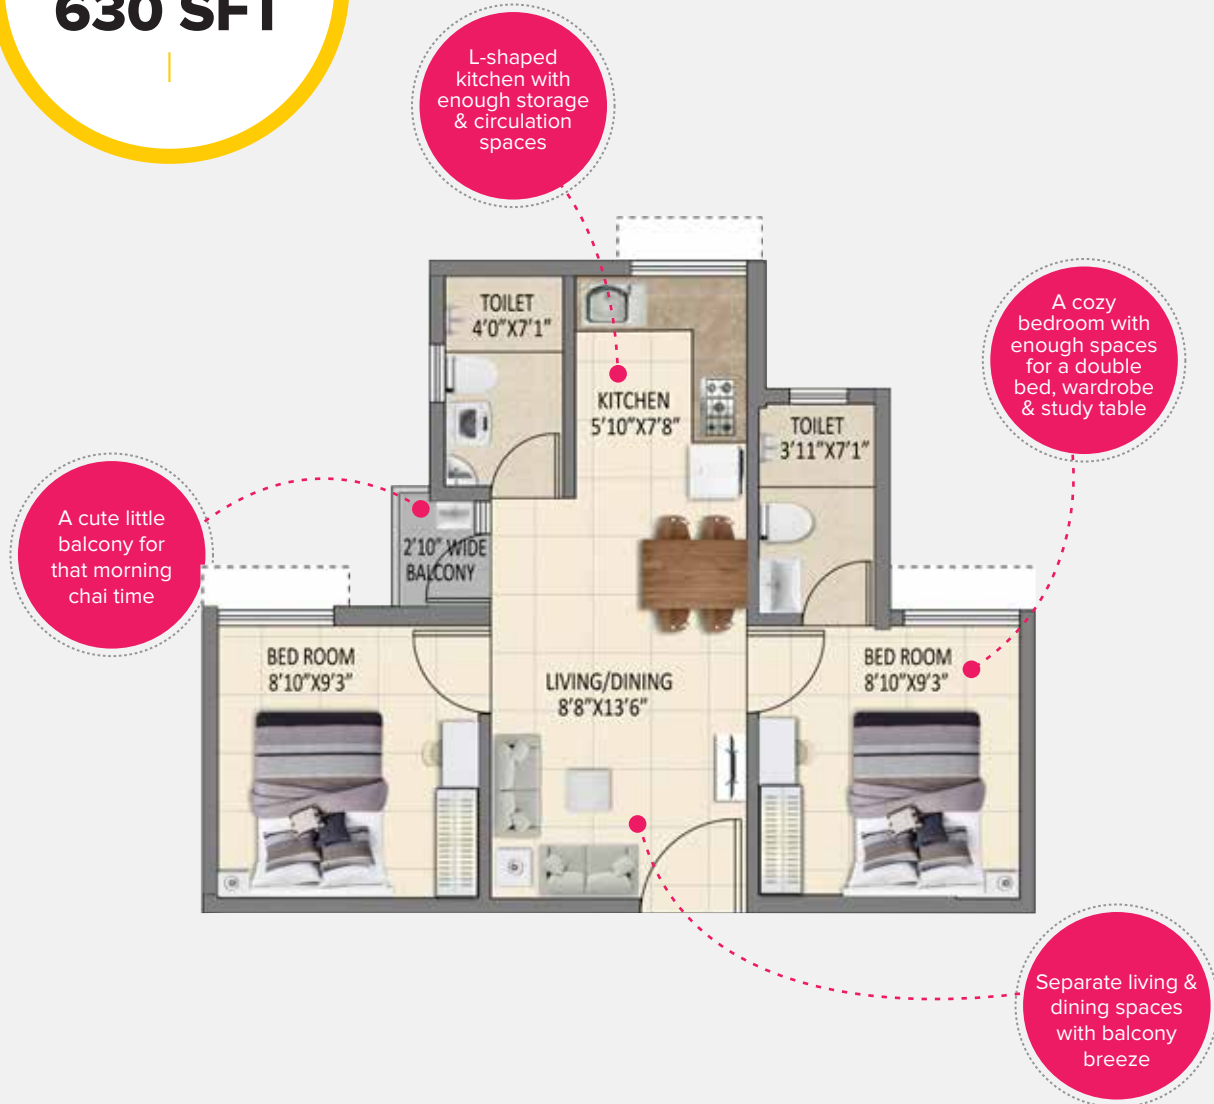 630 SFT
L-shaped
kitchen with
enough storage
& circulation
spaces
A cozy
bedroom with
enough spaces
for a double
bed, wardrobe
& study table
TOILET
4'0"X7'1"
KITCHEN
5'10"X7'8"
TOILET
3'11"X7'1"
A cute little
balcony for
that morning
chai time
2'10" WIDE
BALCONY
BED ROOM
8'10"X9'3"
LIVING/DINING
8'8"X13'6"
BED ROOM
8'10"X9'3"
Separate living &
dining spaces
with balcony
breeze